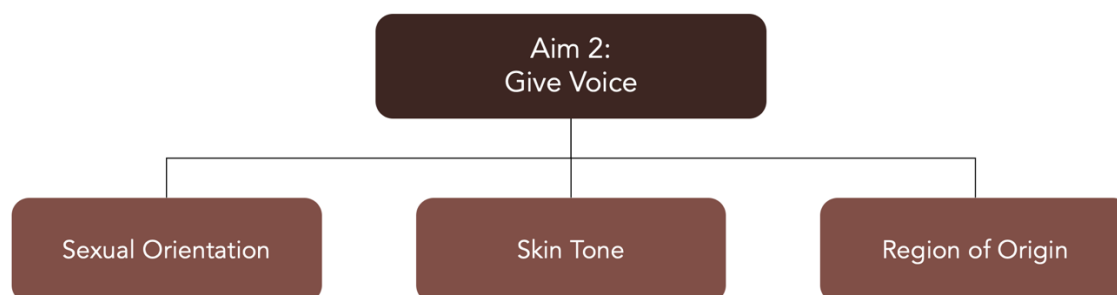 Aim 2:
Give Voice
Sexual Orientation
Skin Tone
Region of Origin